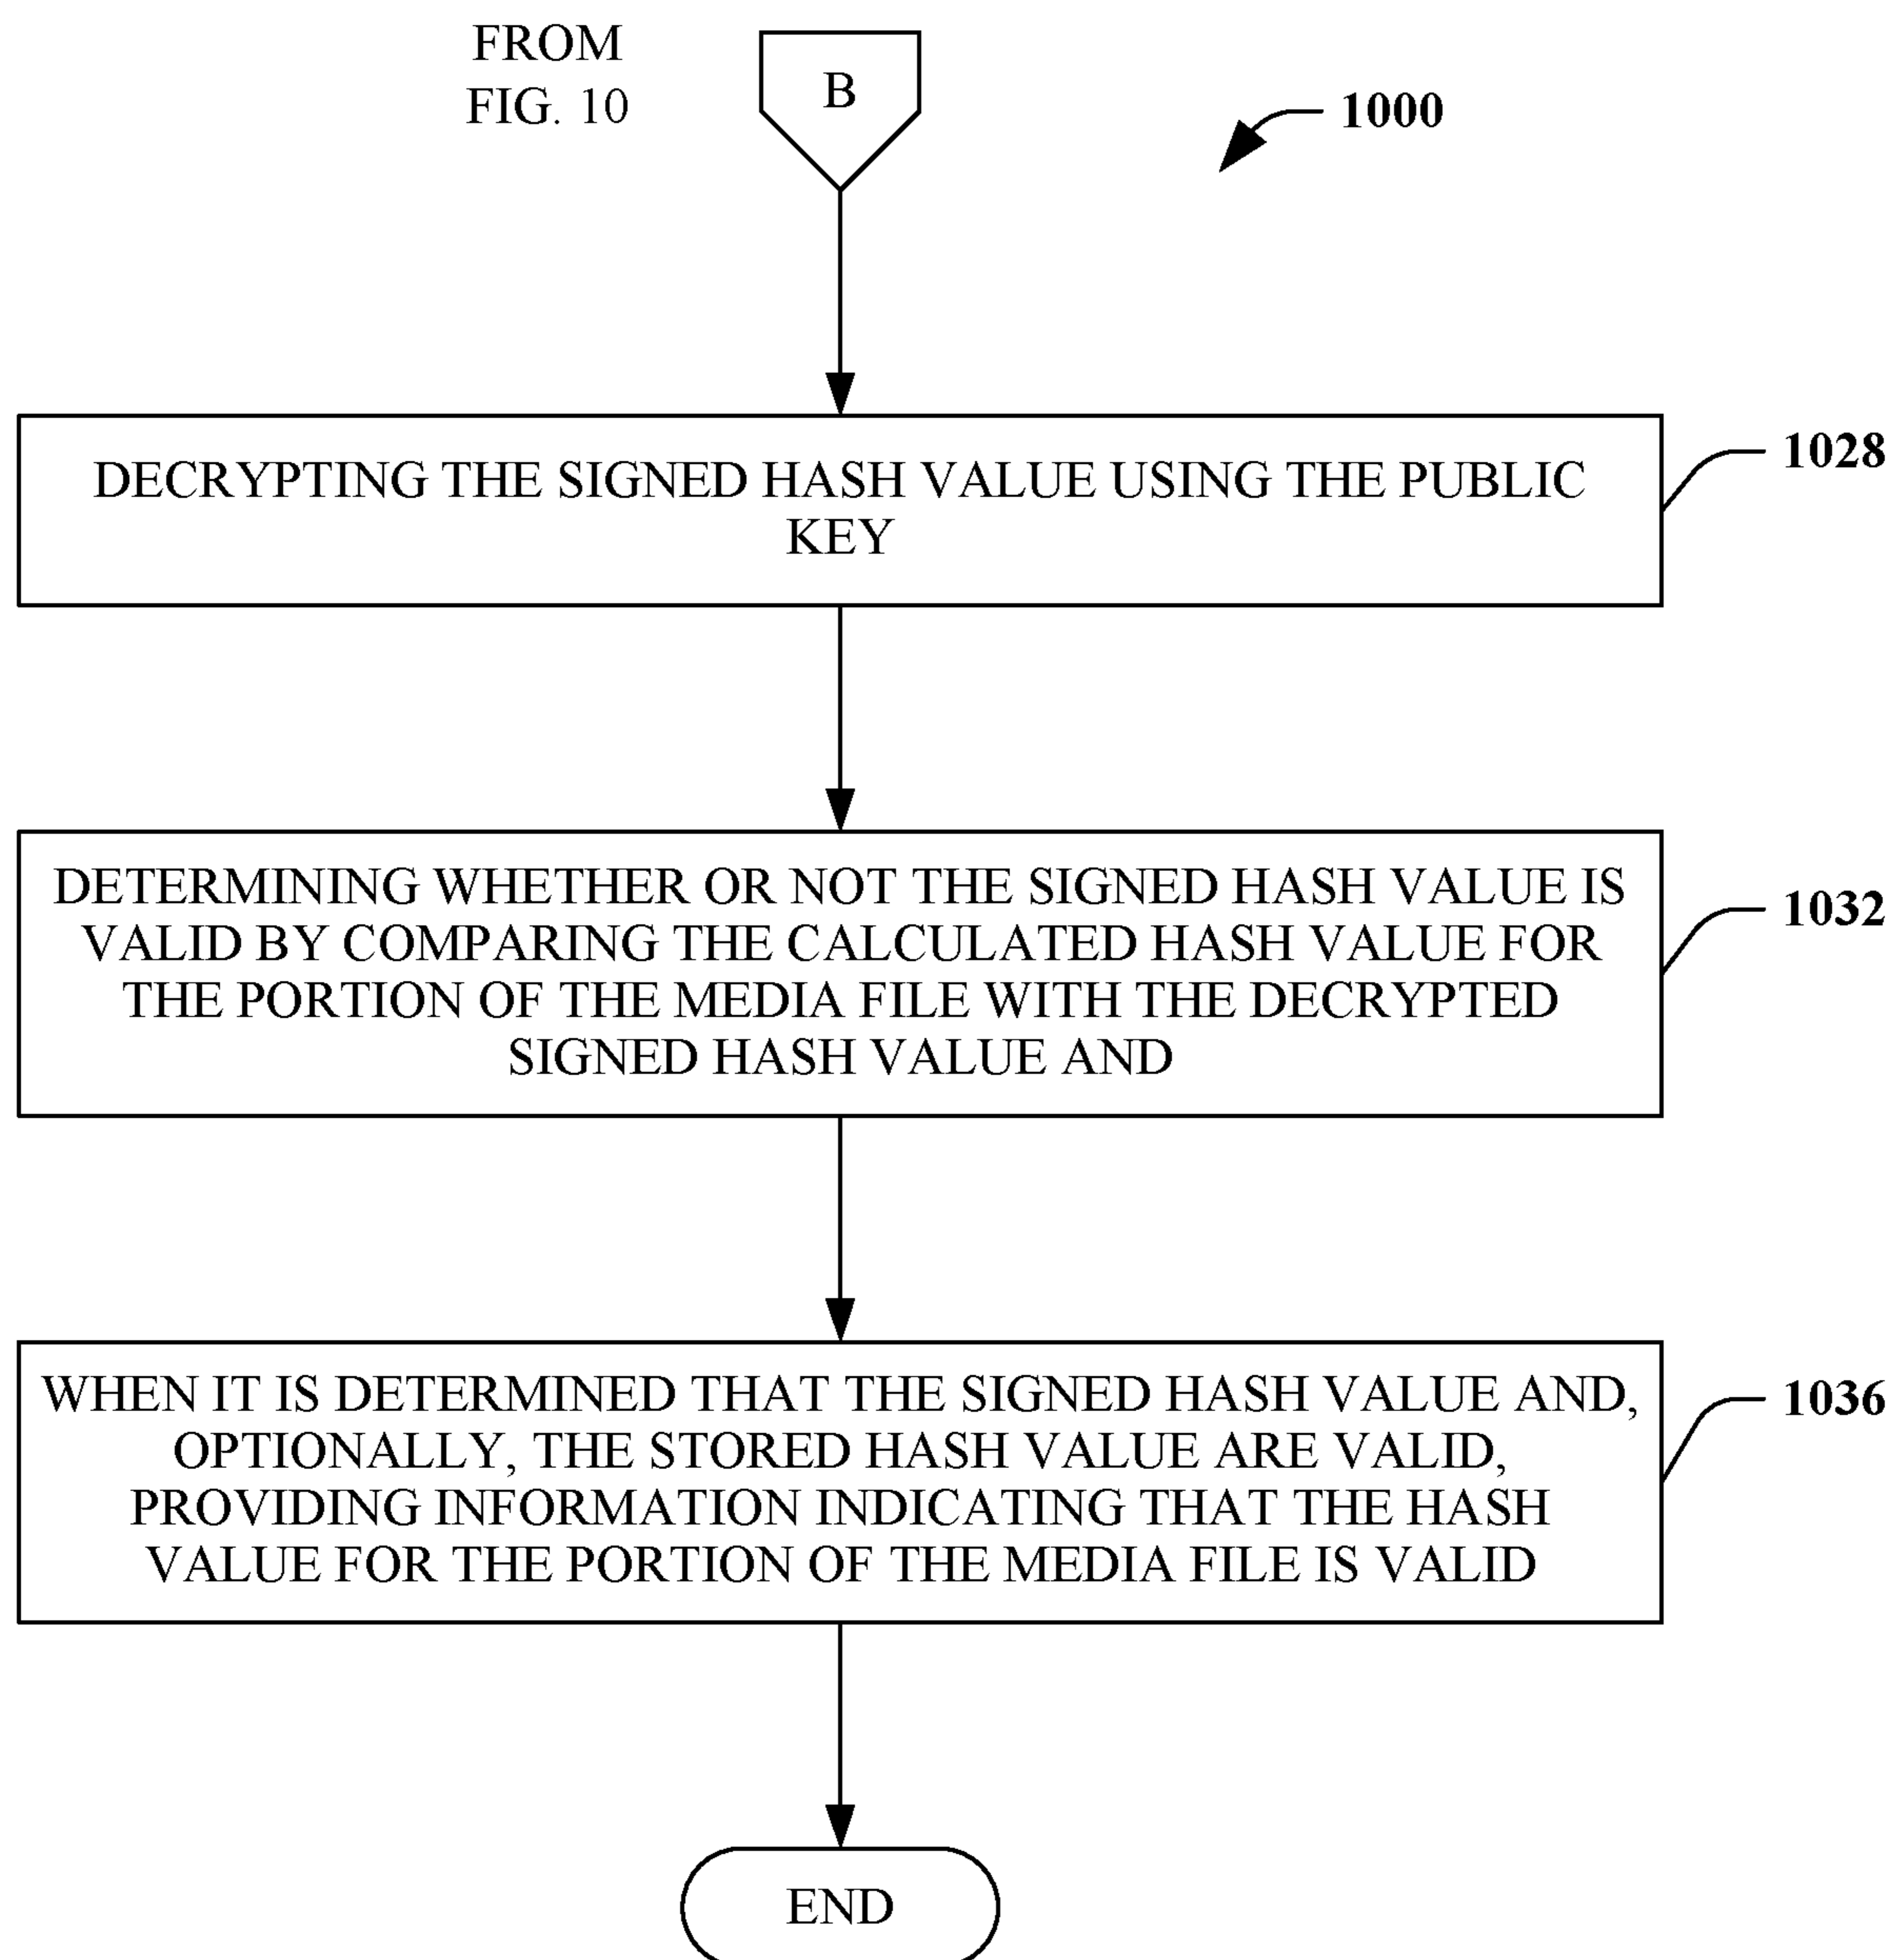 FROM
FIG. 10
B
1000
DECRYPTING THE SIGNED HASH VALUE USING THE PUBLIC
KEY
1028
DETERMINING WHETHER OR NOT THE SIGNED HASH VALUE IS
VALID BY COMPARING THE CALCULATED HASH VALUE FOR
THE PORTION OF THE MEDIA FILE WITH THE DECRYPTED
SIGNED HASH VALUE AND
1032
WHEN IT IS DETERMINED THAT THE SIGNED HASH VALUE AND,
OPTIONALLY, THE STORED HASH VALUE ARE VALID,
PROVIDING INFORMATION INDICATING THAT THE HASH
VALUE FOR THE PORTION OF THE MEDIA FILE IS VALID
1036
END